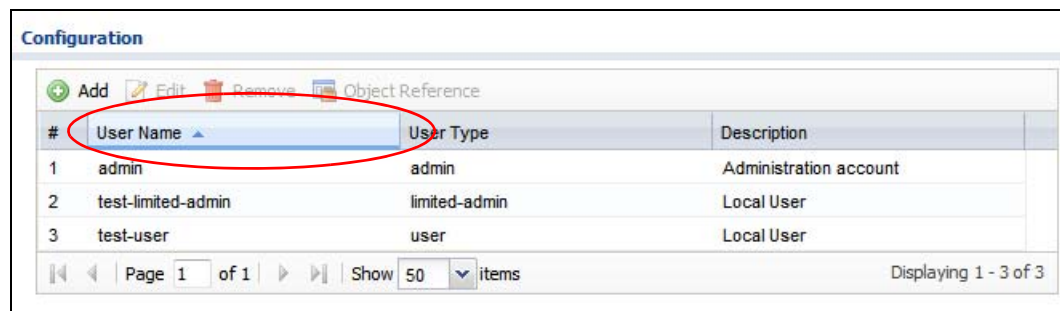 Configuration
Add Edit Remove Object Reference
# User Name User Type Description
1 admin admin Administration account
2 test-limited-admin limited-admin Local User
3 test-user user Local User
Page 1 of 1 Show 50 items Displaying 1 - 3 of 3